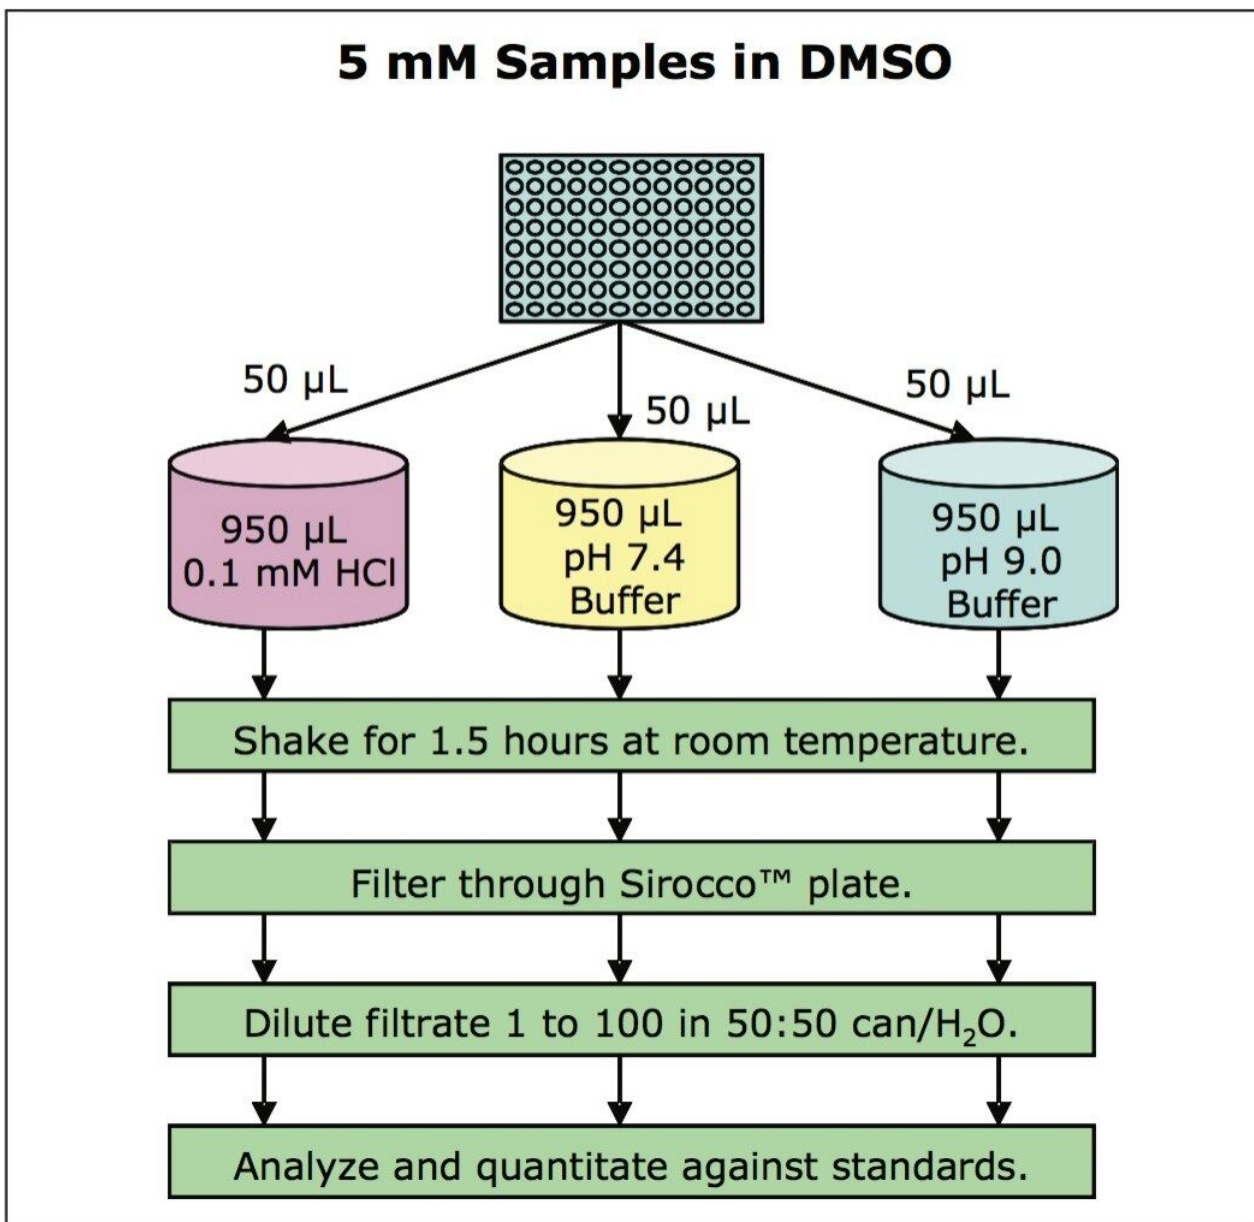 5 mM Samples in DMSO
50 µL
50 µL
50 µL
950 µL
0.1 mM HCl
950 µL
pH 7.4
Buffer
950 µL
pH 9.0
Buffer
Shake for 1.5 hours at room temperature.
Filter through Sirocco™ plate.
Dilute filtrate 1 to 100 in 50:50 can/H₂O.
Analyze and quantitate against standards.